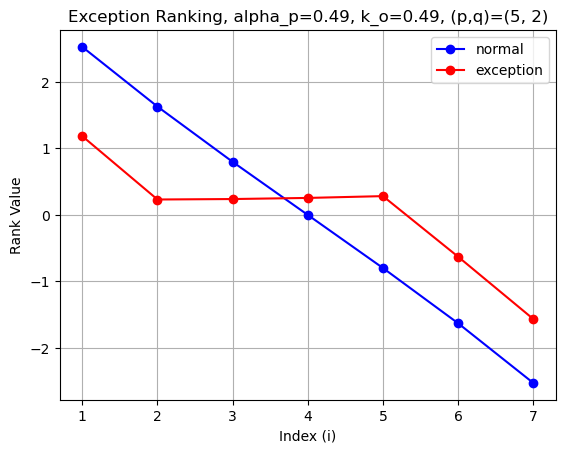 Exception Ranking, alpha_p=0.49, k_o=0.49, (p,q)=(5, 2)
normal
exception
Rank Value
2
1
0
−1
−2
1 2 3 4 5 6 7
Index (i)